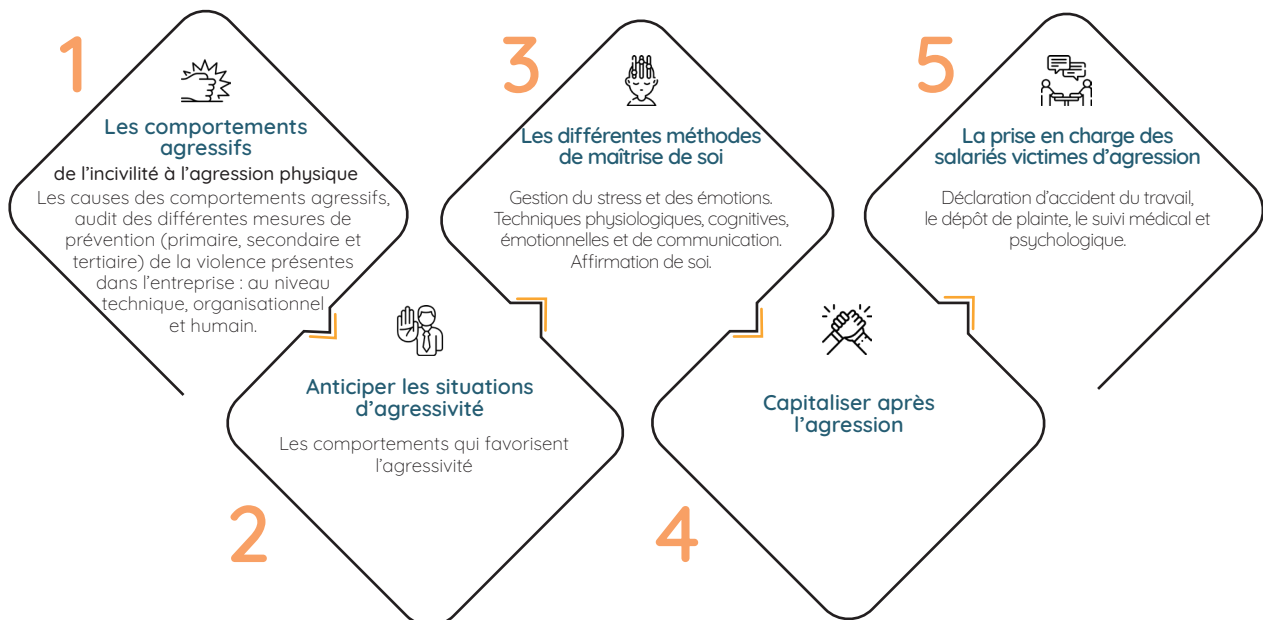 1
Les comportements
agressifs
de l'incivilité à l'agression physique
Les causes des comportements agressifs,
audit des différentes mesures de
prévention (primaire, secondaire et
tertiaire) de la violence présentes
dans l'entreprise : au niveau
technique, organisationnel
et humain.
2
Anticiper les situations
d'agressivité
Les comportements qui favorisent
l'agressivité
3
Les différentes méthodes
de maîtrise de soi
Gestion du stress et des émotions.
Techniques physiologiques, cognitives,
émotionnelles et de communication.
Affirmation de soi.
4
Capitaliser après
l'agression
5
La prise en charge des
salariés victimes d'agression
Déclaration d'accident du travail,
le dépôt de plainte, le suivi médical et
psychologique.